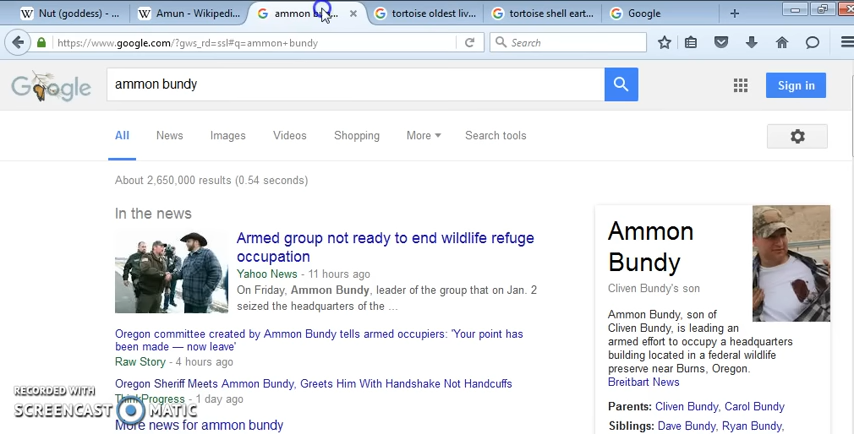 Nut (goddess) - ...
Amun - Wikipedi...
ammon bun...
tortoise oldest liv...
tortoise shell eart...
Google
https://www.google.com/?gws_rd=ssl#q=ammon+bundy
Search
Google
ammon bundy
Sign in
All
News
Images
Videos
Shopping
More
Search tools
About 2,650,000 results (0.54 seconds)
In the news
Armed group not ready to end wildlife refuge
occupation
Yahoo News - 11 hours ago
On Friday, Ammon Bundy, leader of the group that on Jan. 2
seized the headquarters of the ...
Oregon committee created by Ammon Bundy tells armed occupiers: 'Your point has
been made — now leave'
Raw Story - 4 hours ago
Oregon Sheriff Meets Ammon Bundy, Greets Him With Handshake Not Handcuffs
ThinkProgress - 1 day ago
More news for ammon bundy
Ammon
Bundy
Cliven Bundy's son
Ammon Bundy, son of
Cliven Bundy, is leading an
armed effort to occupy a headquarters
building located in a federal wildlife
preserve near Burns, Oregon.
Breitbart News
Parents: Cliven Bundy, Carol Bundy
Siblings: Dave Bundy, Ryan Bundy,
RECORDED WITH
SCREENCAST MATIC